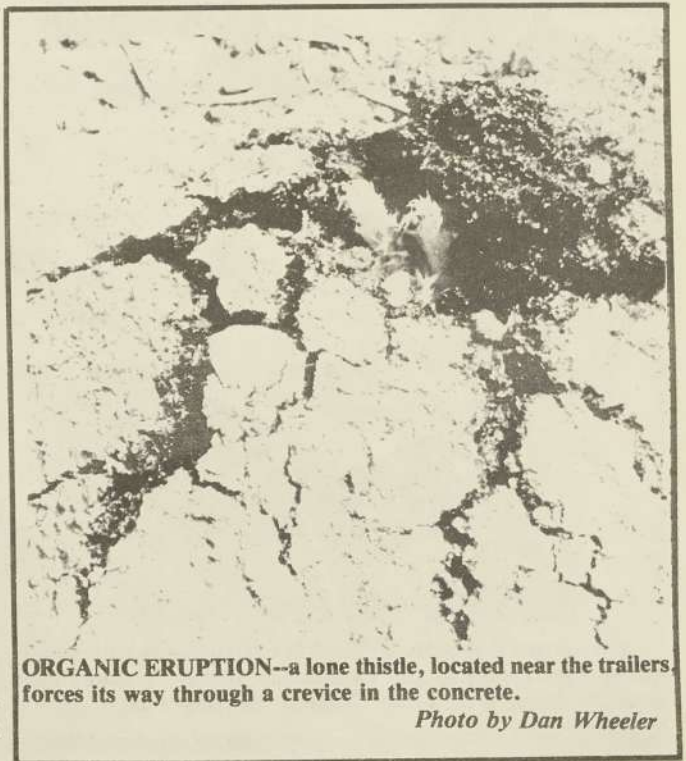 ORGANIC ERUPTION--a lone thistle, located near the trailers,
forces its way through a crevice in the concrete.
Photo by Dan Wheeler